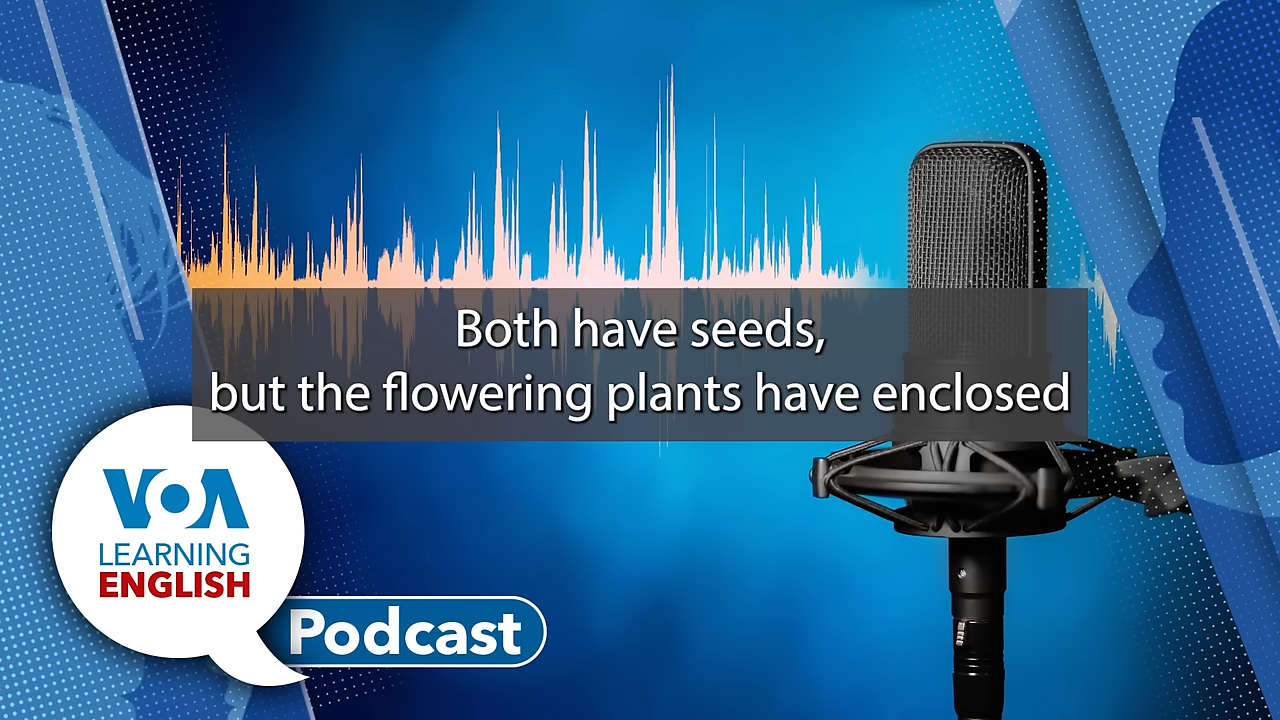 Both have seeds,
but the flowering plants have enclosed
VOA
LEARNING
ENGLISH
Podcast